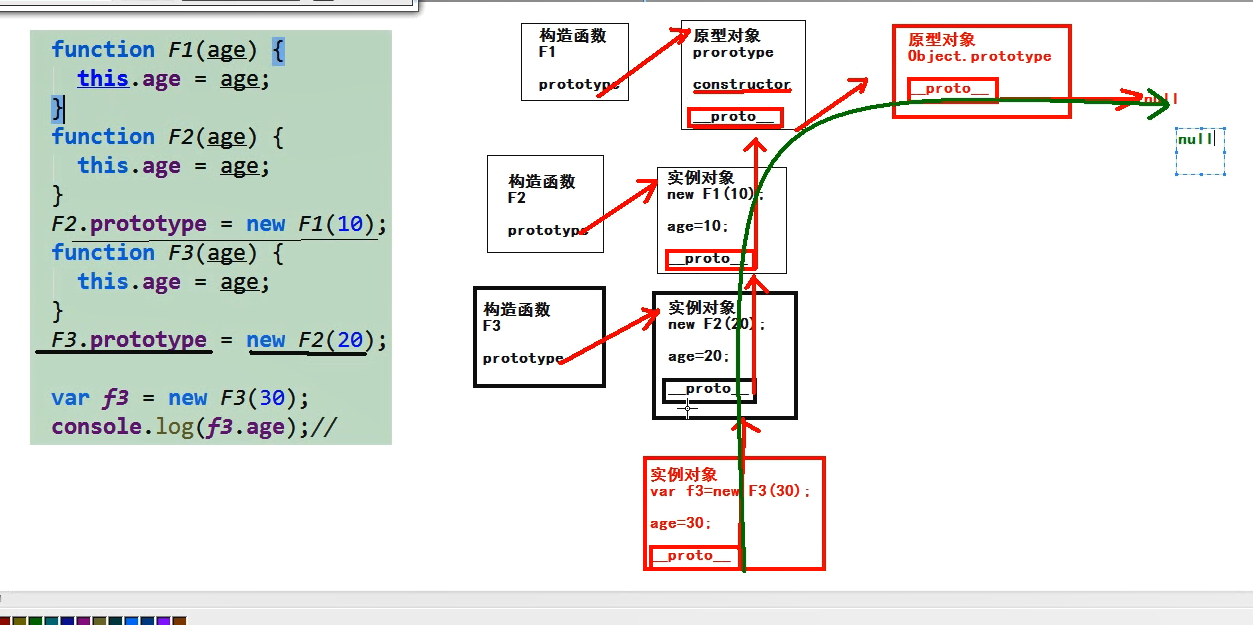 function F1(age) {
this.age = age;
}
function F2(age) {
this.age = age;
}
F2.prototype = new F1(10);
function F3(age) {
this.age = age;
}
F3.prototype = new F2(20);
var f3 = new F3(30);
console.log(f3.age);//
构造函数
F1
prototype
原型对象
prorotype
constructor
__proto__
原型对象
Object.prototype
__proto__
null
null
构造函数
F2
prototype
实例对象
new F1(10);
age=10;
__proto__
构造函数
F3
prototype
实例对象
new F2(20);
age=20;
__proto__
实例对象
var f3=new F3(30);
age=30;
__proto__